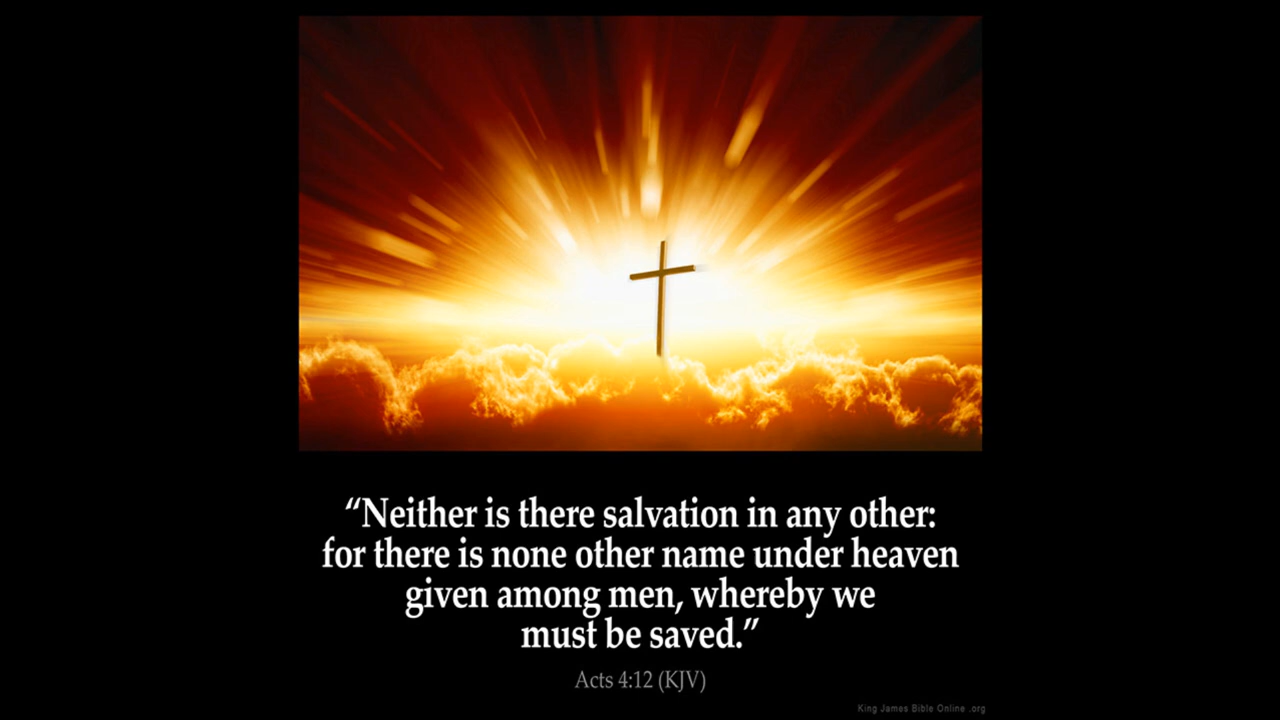 “Neither is there salvation in any other:
for there is none other name under heaven
given among men, whereby we
must be saved.”
Acts 4:12 (KJV)
King James Bible Online .org